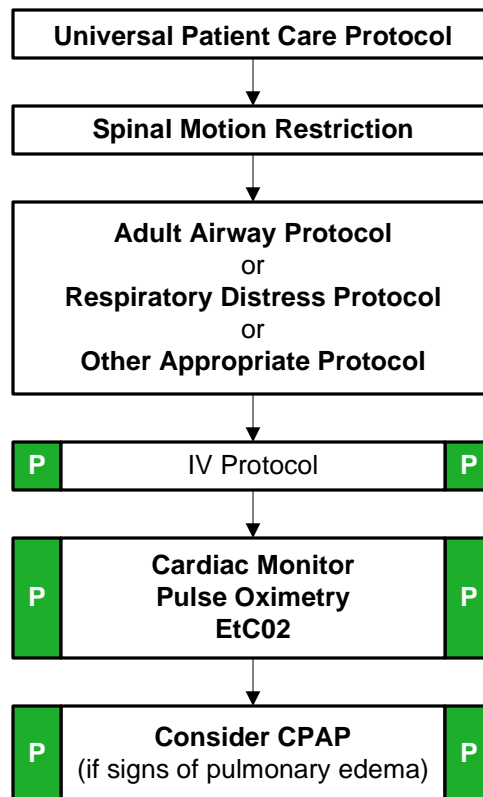 Universal Patient Care Protocol
Spinal Motion Restriction
Adult Airway Protocol
or
Respiratory Distress Protocol
or
Other Appropriate Protocol
P IV Protocol P
Cardiac Monitor
P Pulse Oximetry P
EtC02
Consider CPAP
P P
(if signs of pulmonary edema)